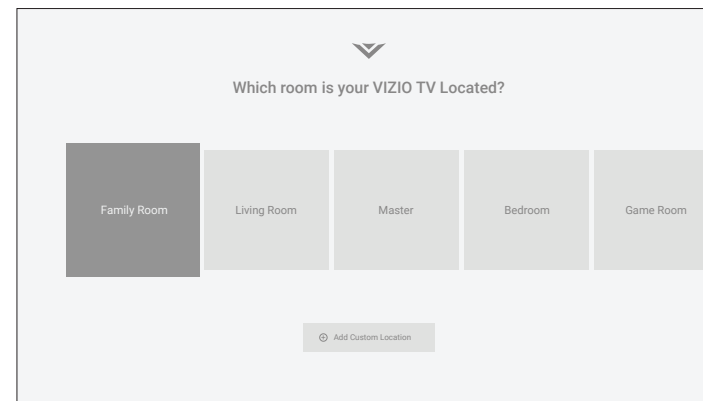 Which room is your VIZIO TV Located?
Family Room
Living Room
Master
Bedroom
Game Room
Add Custom Location